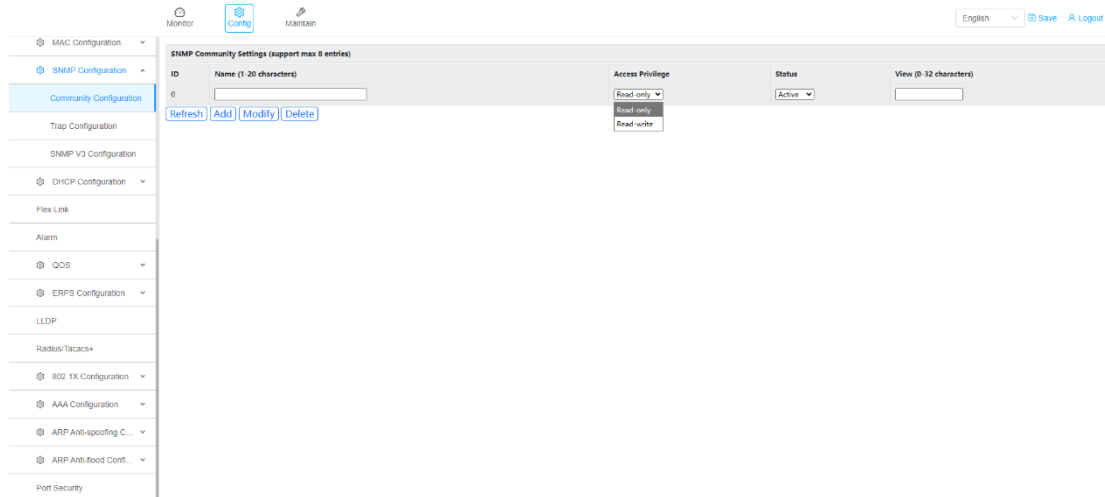 Monitor
Config
Maintain
English
Save
Logout
MAC Configuration
SNMP Configuration
Community Configuration
Trap Configuration
SNMP V3 Configuration
DHCP Configuration
Flex Link
Alarm
QOS
ERPS Configuration
LLDP
Radius/Tacacs+
802.1X Configuration
AAA Configuration
ARP Anti-spoofing C...
ARP Anti-flood Confi...
Port Security
SNMP Community Settings (support max 8 entries)
ID Name (1-20 characters) Access Privilege Status View (0-32 characters)
0 Read-only Active
Read-only
Read-write
Refresh Add Modify Delete